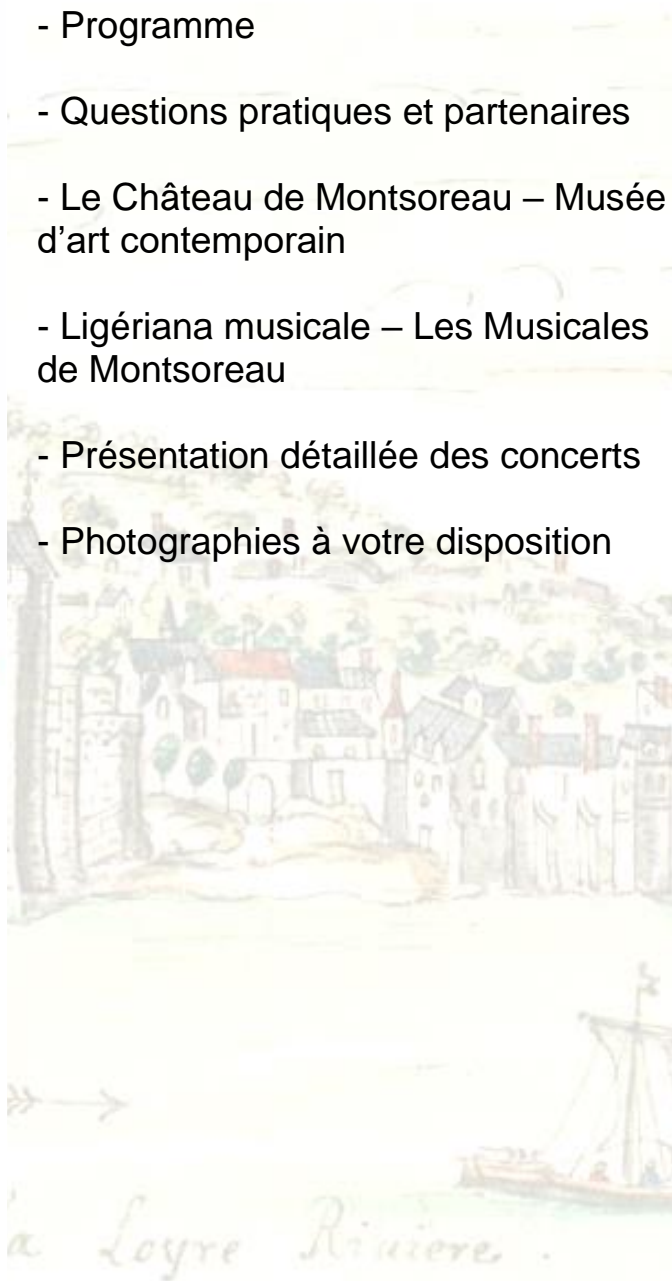 - Programme
- Questions pratiques et partenaires
- Le Château de Montsoreau – Musée
d’art contemporain
- Ligériana musicale – Les Musicales
de Montsoreau
- Présentation détaillée des concerts
- Photographies à votre disposition
a Loyre Riuiere.